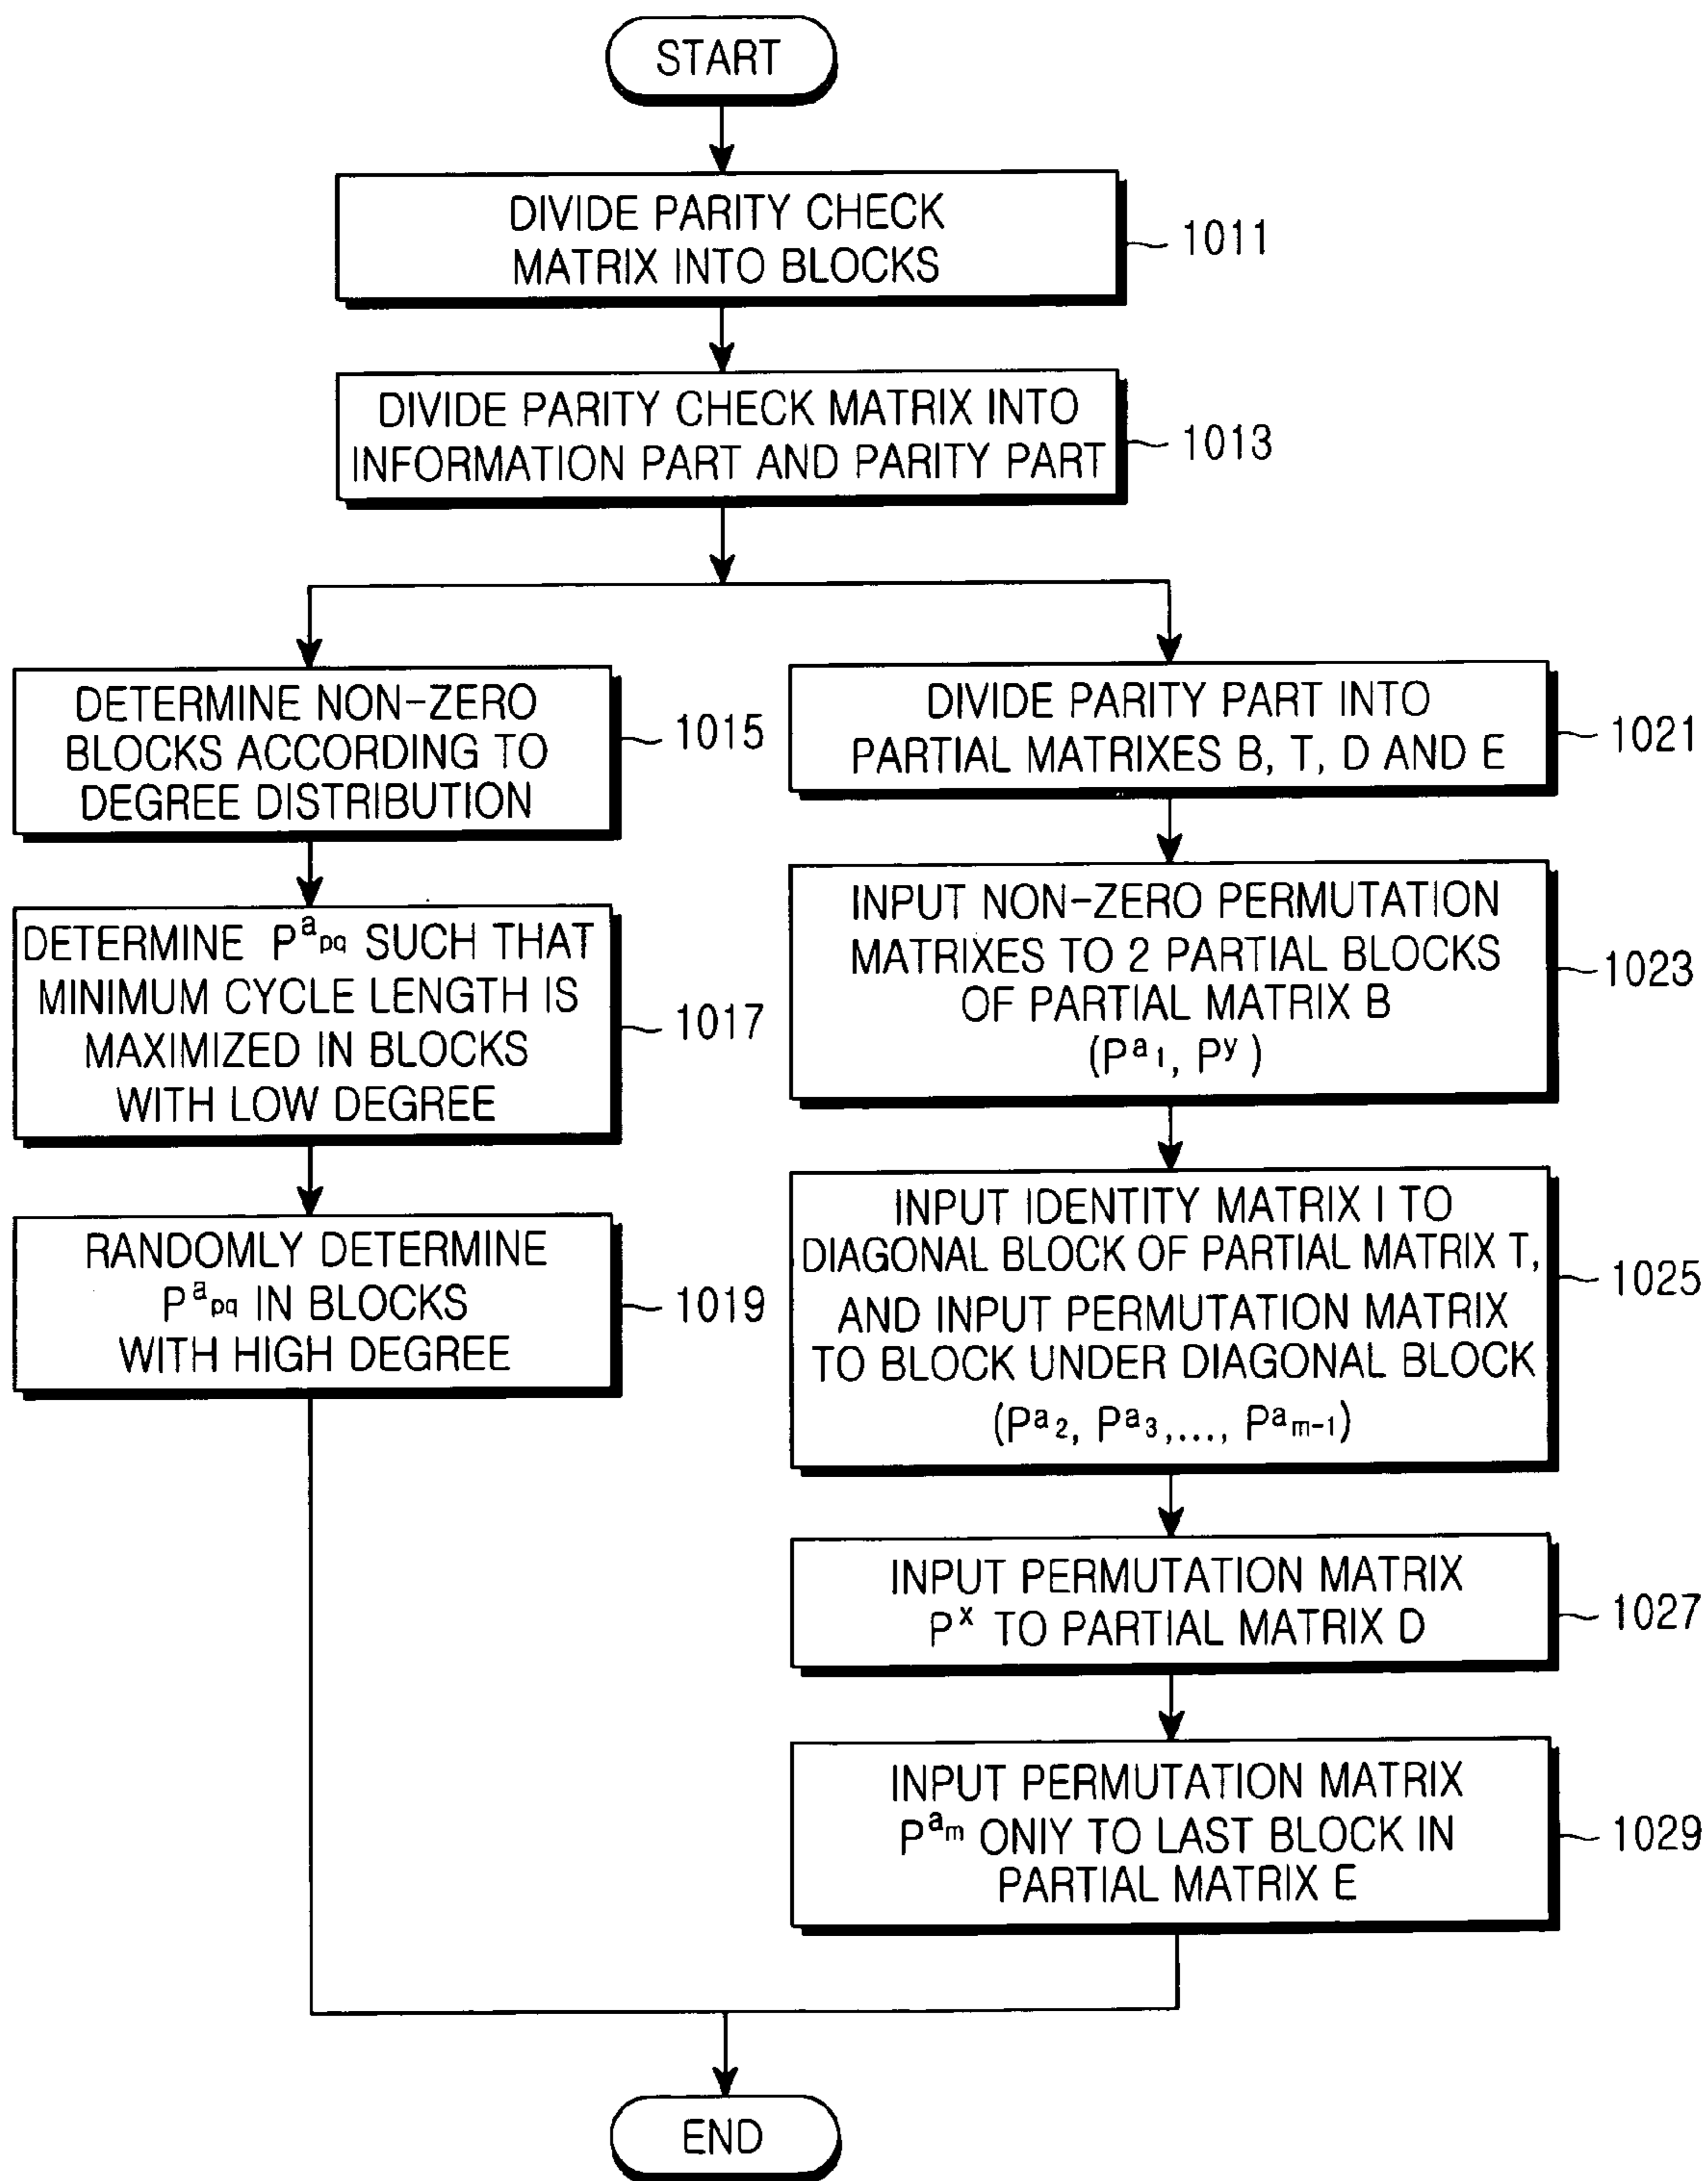 START
DIVIDE PARITY CHECK
MATRIX INTO BLOCKS
1011
DIVIDE PARITY CHECK MATRIX INTO
INFORMATION PART AND PARITY PART
1013
DETERMINE NON-ZERO
BLOCKS ACCORDING TO
DEGREE DISTRIBUTION
1015
DETERMINE P^a_pq SUCH THAT
MINIMUM CYCLE LENGTH IS
MAXIMIZED IN BLOCKS
WITH LOW DEGREE
1017
RANDOMLY DETERMINE
P^a_pq IN BLOCKS
WITH HIGH DEGREE
1019
DIVIDE PARITY PART INTO
PARTIAL MATRIXES B, T, D AND E
1021
INPUT NON-ZERO PERMUTATION
MATRIXES TO 2 PARTIAL BLOCKS
OF PARTIAL MATRIX B
(P^a_1, P^y)
1023
INPUT IDENTITY MATRIX I TO
DIAGONAL BLOCK OF PARTIAL MATRIX T,
AND INPUT PERMUTATION MATRIX
TO BLOCK UNDER DIAGONAL BLOCK
(P^a_2, P^a_3,..., P^a_m-1)
1025
INPUT PERMUTATION MATRIX
P^x TO PARTIAL MATRIX D
1027
INPUT PERMUTATION MATRIX
P^a_m ONIY TO LAST BLOCK IN
PARTIAL MATRIX E
1029
END